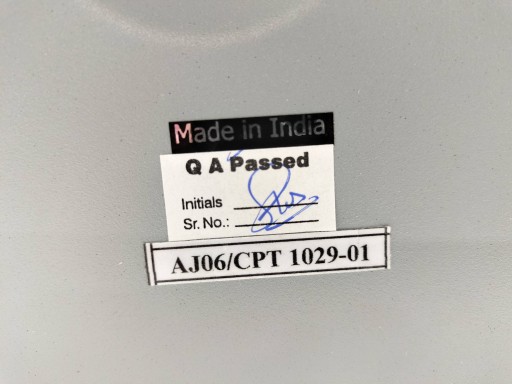 Made in India
Q A Passed
Initials
Sr. No.:
AJ06/CPT 1029-01